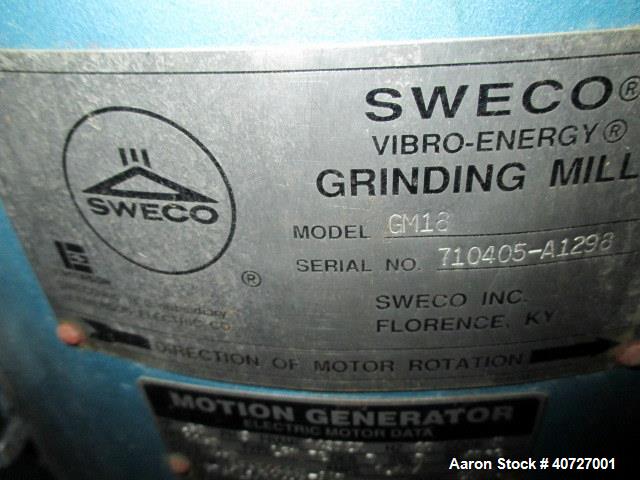 SWECO®
VIBRO-ENERGY®
GRINDING MILL
SWECO
®
MODEL GM18
SERIAL NO. 710405-A1298
SWECO INC.
FLORENCE, KY
DIRECTION OF MOTOR ROTATION
MOTION GENERATOR
ELECTRIC MOTOR DATA
Aaron Stock # 40727001